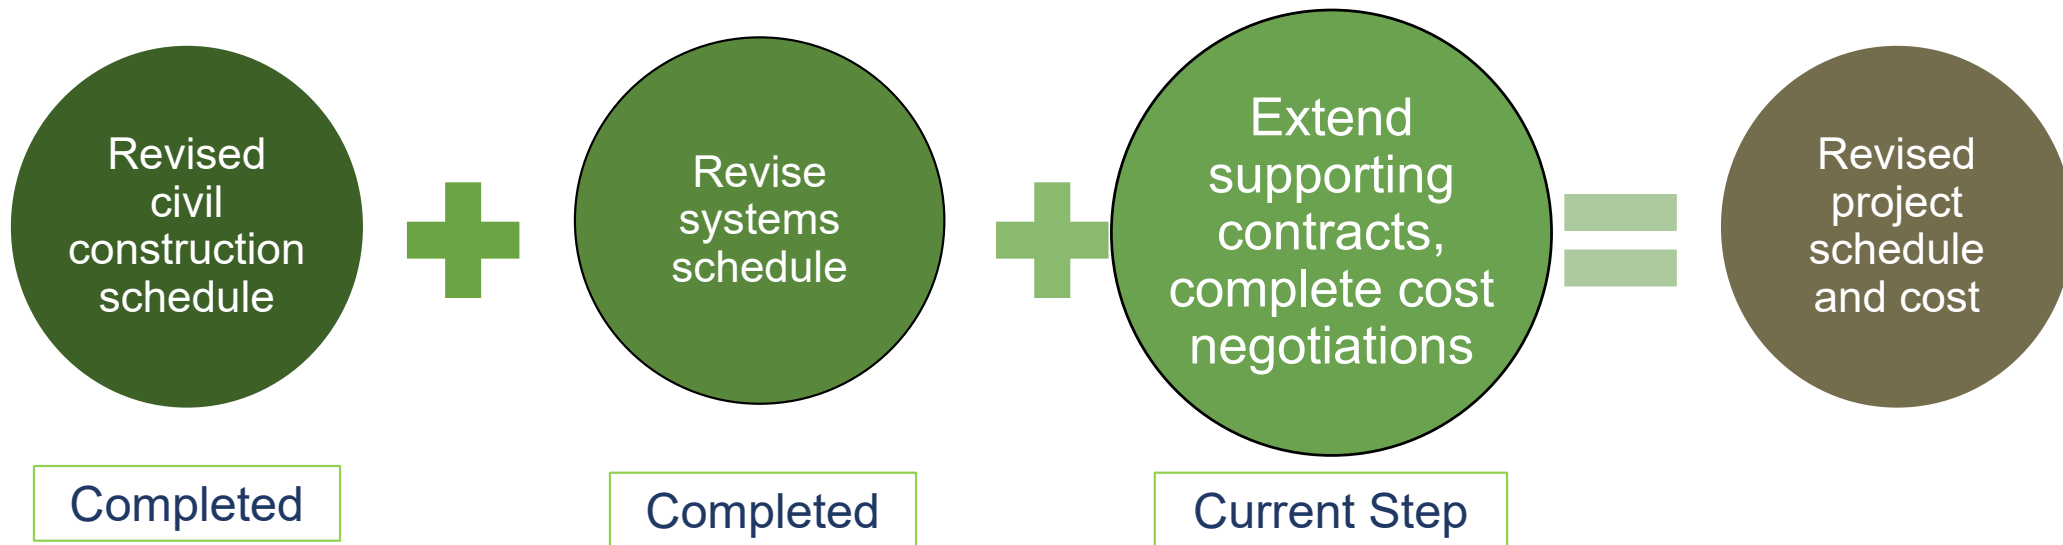 Revised
civil
construction
schedule
Completed
Revise
systems
schedule
Completed
Extend
supporting
contracts,
complete cost
negotiations
Current Step
Revised
project
schedule
and cost